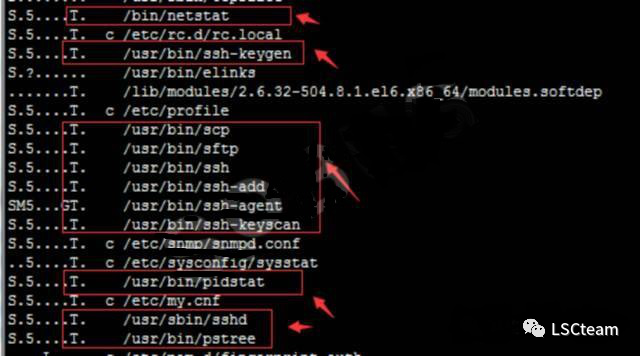 S.5....T. /bin/netstat
S.5....T. c /etc/rc.d/rc.local
S.5....T. /usr/bin/ssh-keygen
S.?...... /usr/bin/elinks
.......T. /lib/modules/2.6.32-504.8.1.el6.x86_64/modules.softdep
S.5....T. c /etc/profile
S.5....T. /usr/bin/scp
S.5....T. /usr/bin/sftp
S.5....T. /usr/bin/ssh
S.5....T. /usr/bin/ssh-add
SM5...GT. /usr/bin/ssh-agent
S.5....T. /usr/bin/ssh-keyscan
S.5....T. c /etc/snmp/snmpd.conf
..5....T. c /etc/sysconfig/sysstat
S.5....T. /usr/bin/pidstat
S.5....T. c /etc/my.cnf
S.5....T. /usr/sbin/sshd
S.5....T. /usr/bin/pstree
LSCteam